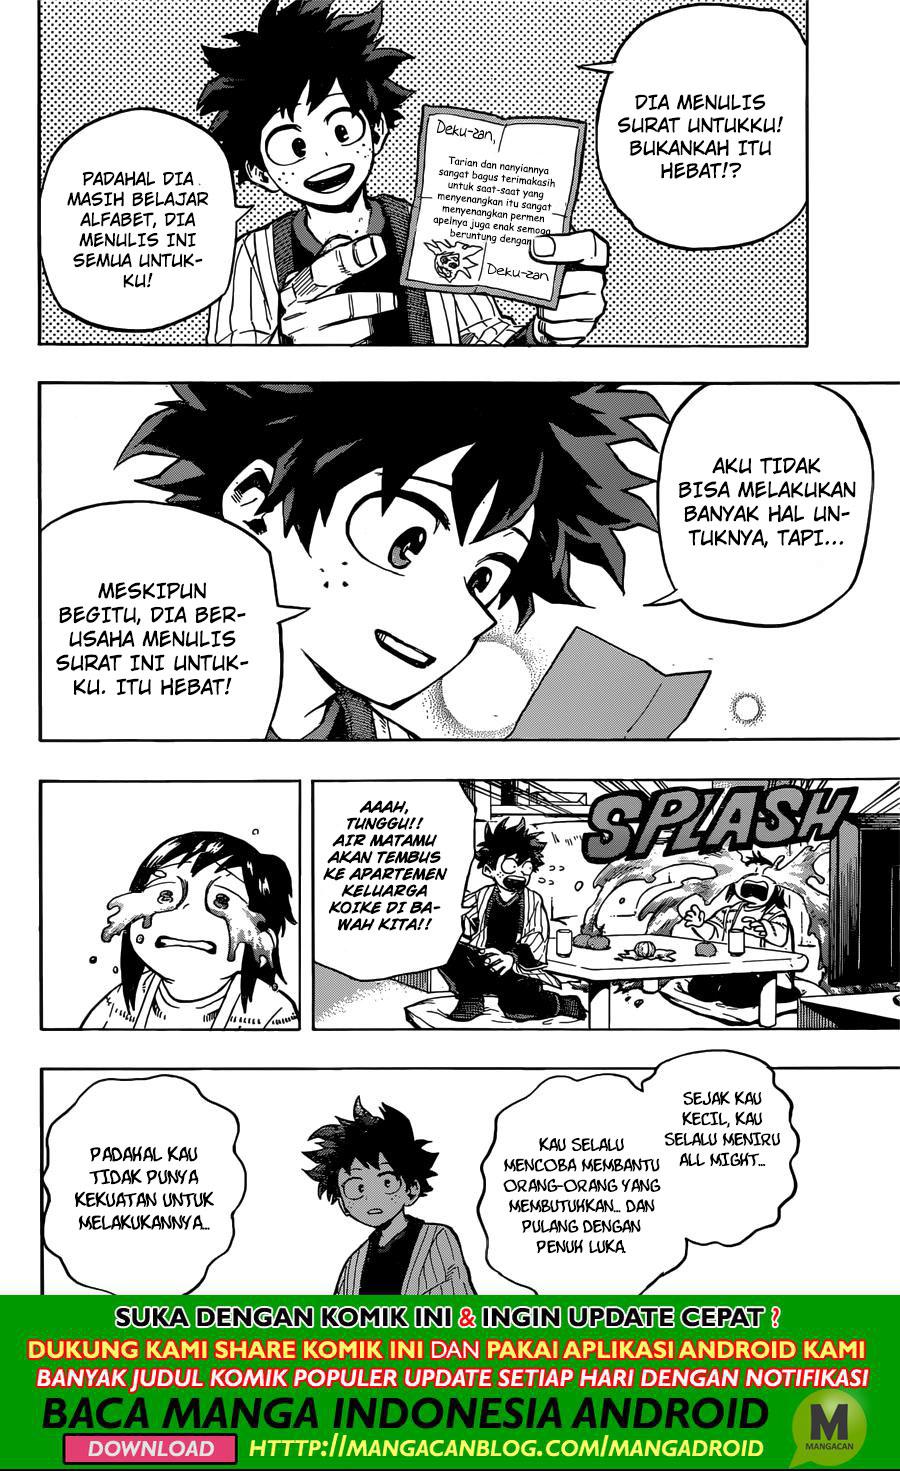 DIA MENULIS
SURAT UNTUKKU!
BUKANKAH ITU
HEBAT!?
Deku-zan,
Tarian dan nanyiannya
sangat bagus terimakasih
untuk saat-saat yang
menyenangkan itu sangat
menyenangkan permen
apelnya juga enak semoga
beruntung dengan
Deku-zan
PADAHAL DIA
MASIH BELAJAR
ALFABET, DIA
MENULIS INI
SEMUA UNTUK-
KU!
AKU TIDAK
BISA MELAKUKAN
BANYAK HAL UN-
TUKNYA, TAPI...
MESKIPUN
BEGITU, DIA BER-
USAHA MENULIS
SURAT INI UNTUK-
KU. ITU HEBAT!
SPLASH
AAAH,
TUNGGU!!
AIR MATAMU
AKAN TEMBUS
KE APARTEMEN
KELUARGA
KOIKE DI BA-
WAH KITA!!
SEJAK KAU
KECIL, KAU
SELALU MENIRU
ALL MIGHT...
KAU SELALU
MENCOBA MEMBANTU
ORANG-ORANG YANG
MEMBUTUHKAN... DAN
PULANG DENGAN
PENUH LUKA.
PADAHAL KAU
TIDAK PUNYA
KEKUATAN UNTUK
MELAKUKANNYA...
SUKA DENGAN KOMIK INI & INGIN UPDATE CEPAT ?
DUKUNG KAMI SHARE KOMIK INI DAN PAKAI APLIKASI ANDROID KAMI
BANYAK JUDUL KOMIK POPULER UPDATE SETIAP HARI DENGAN NOTIFIKASI
BACA MANGA INDONESIA ANDROID
DOWNLOAD HTTTP://MANGACANBLOG.COM/MANGADROID
M
MANGACAN